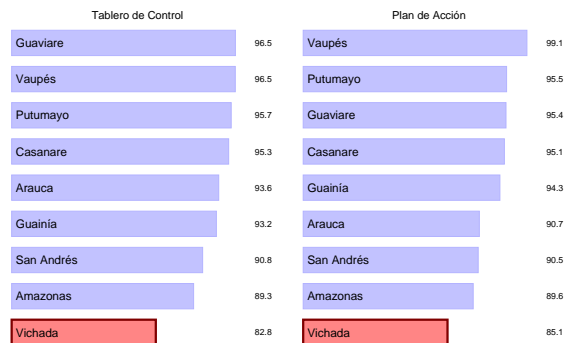 Tablero de Control
Guaviare 96.5
Vaupés 96.5
Putumayo 95.7
Casanare 95.3
Arauca 93.6
Guainía 93.2
San Andrés 90.8
Amazonas 89.3
Vichada 82.8
Plan de Acción
Vaupés 99.1
Putumayo 95.5
Guaviare 95.4
Casanare 95.1
Guainía 94.3
Arauca 90.7
San Andrés 90.5
Amazonas 89.6
Vichada 85.1